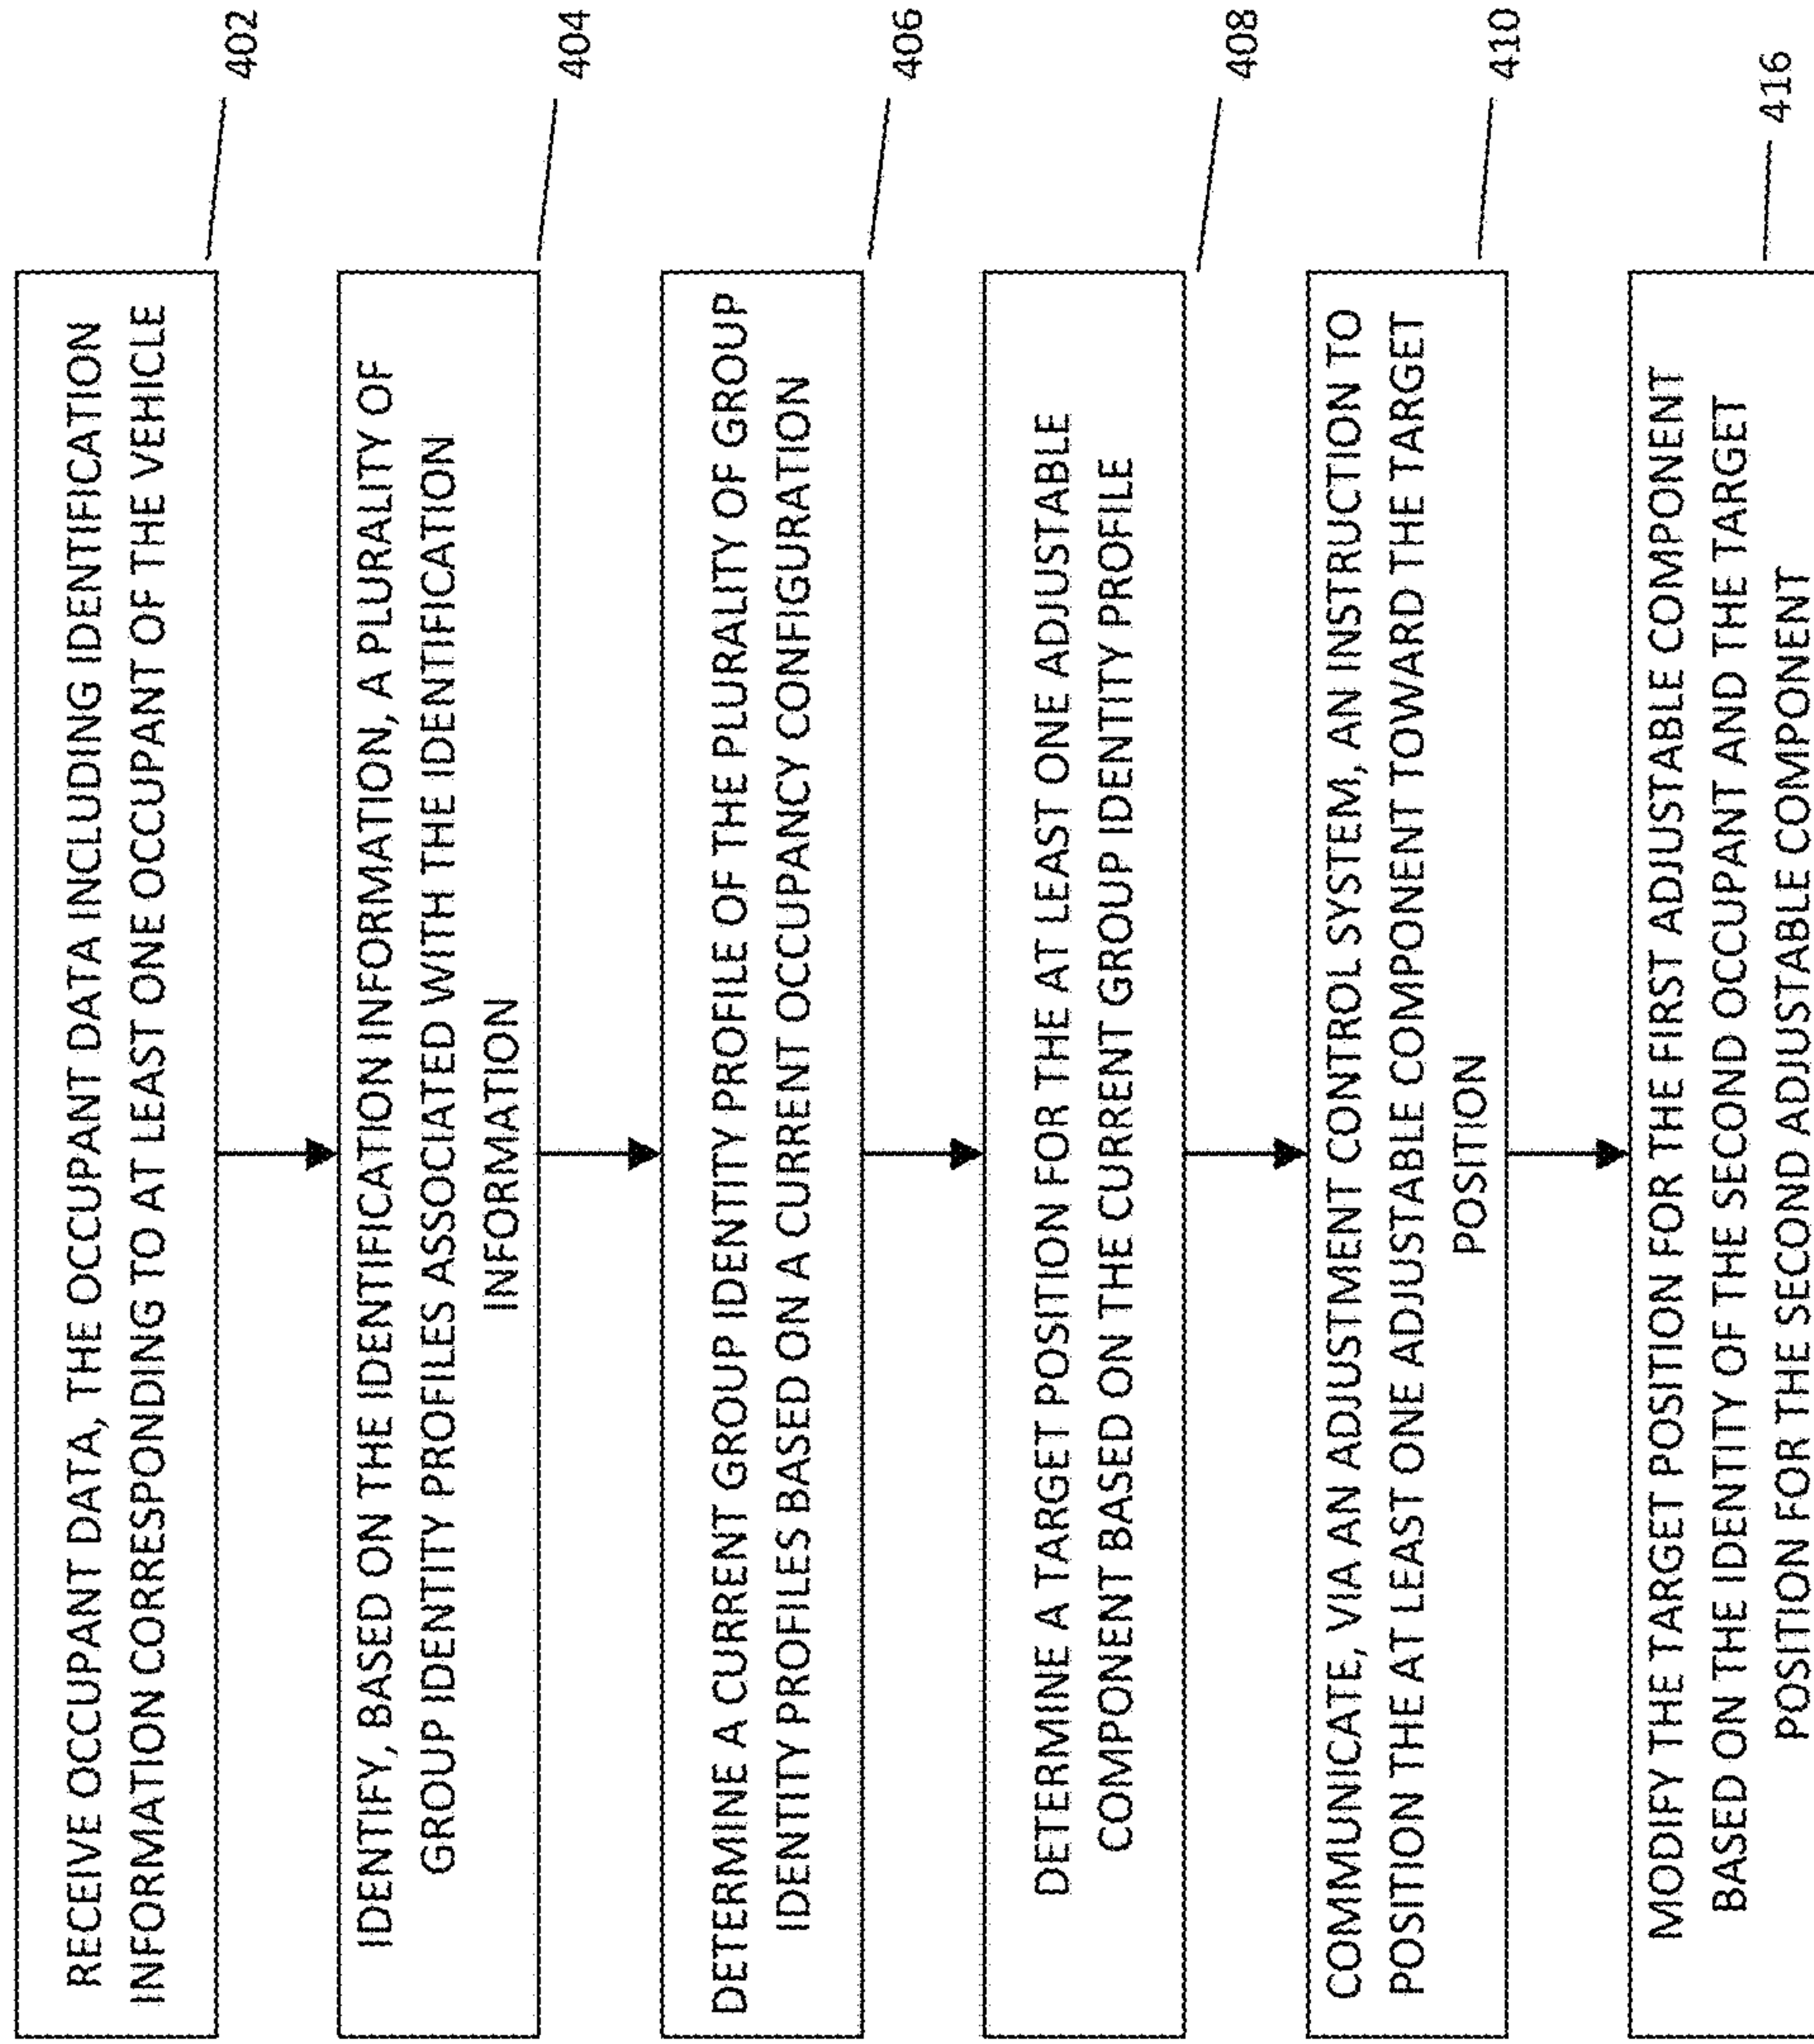 RECEIVE OCCUPANT DATA, THE OCCUPANT DATA INCLUDING IDENTIFICATION
INFORMATION CORRESPONDING TO AT LEAST ONE OCCUPANT OF THE VEHICLE
402
IDENTIFY, BASED ON THE IDENTIFICATION INFORMATION, A PLURALITY OF
GROUP IDENTITY PROFILES ASSOCIATED WITH THE IDENTIFICATION
INFORMATION
404
DETERMINE A CURRENT GROUP IDENTITY PROFILE OF THE PLURALITY OF GROUP
IDENTITY PROFILES BASED ON A CURRENT OCCUPANCY CONFIGURATION
406
DETERMINE A TARGET POSITION FOR THE AT LEAST ONE ADJUSTABLE
COMPONENT BASED ON THE CURRENT GROUP IDENTITY PROFILE
408
COMMUNICATE, VIA AN ADJUSTMENT CONTROL SYSTEM, AN INSTRUCTION TO
POSITION THE AT LEAST ONE ADJUSTABLE COMPONENT TOWARD THE TARGET
POSITION
410
MODIFY THE TARGET POSITION FOR THE FIRST ADJUSTABLE COMPONENT
BASED ON THE IDENTITY OF THE SECOND OCCUPANT AND THE TARGET
POSITION FOR THE SECOND ADJUSTABLE COMPONENT
416